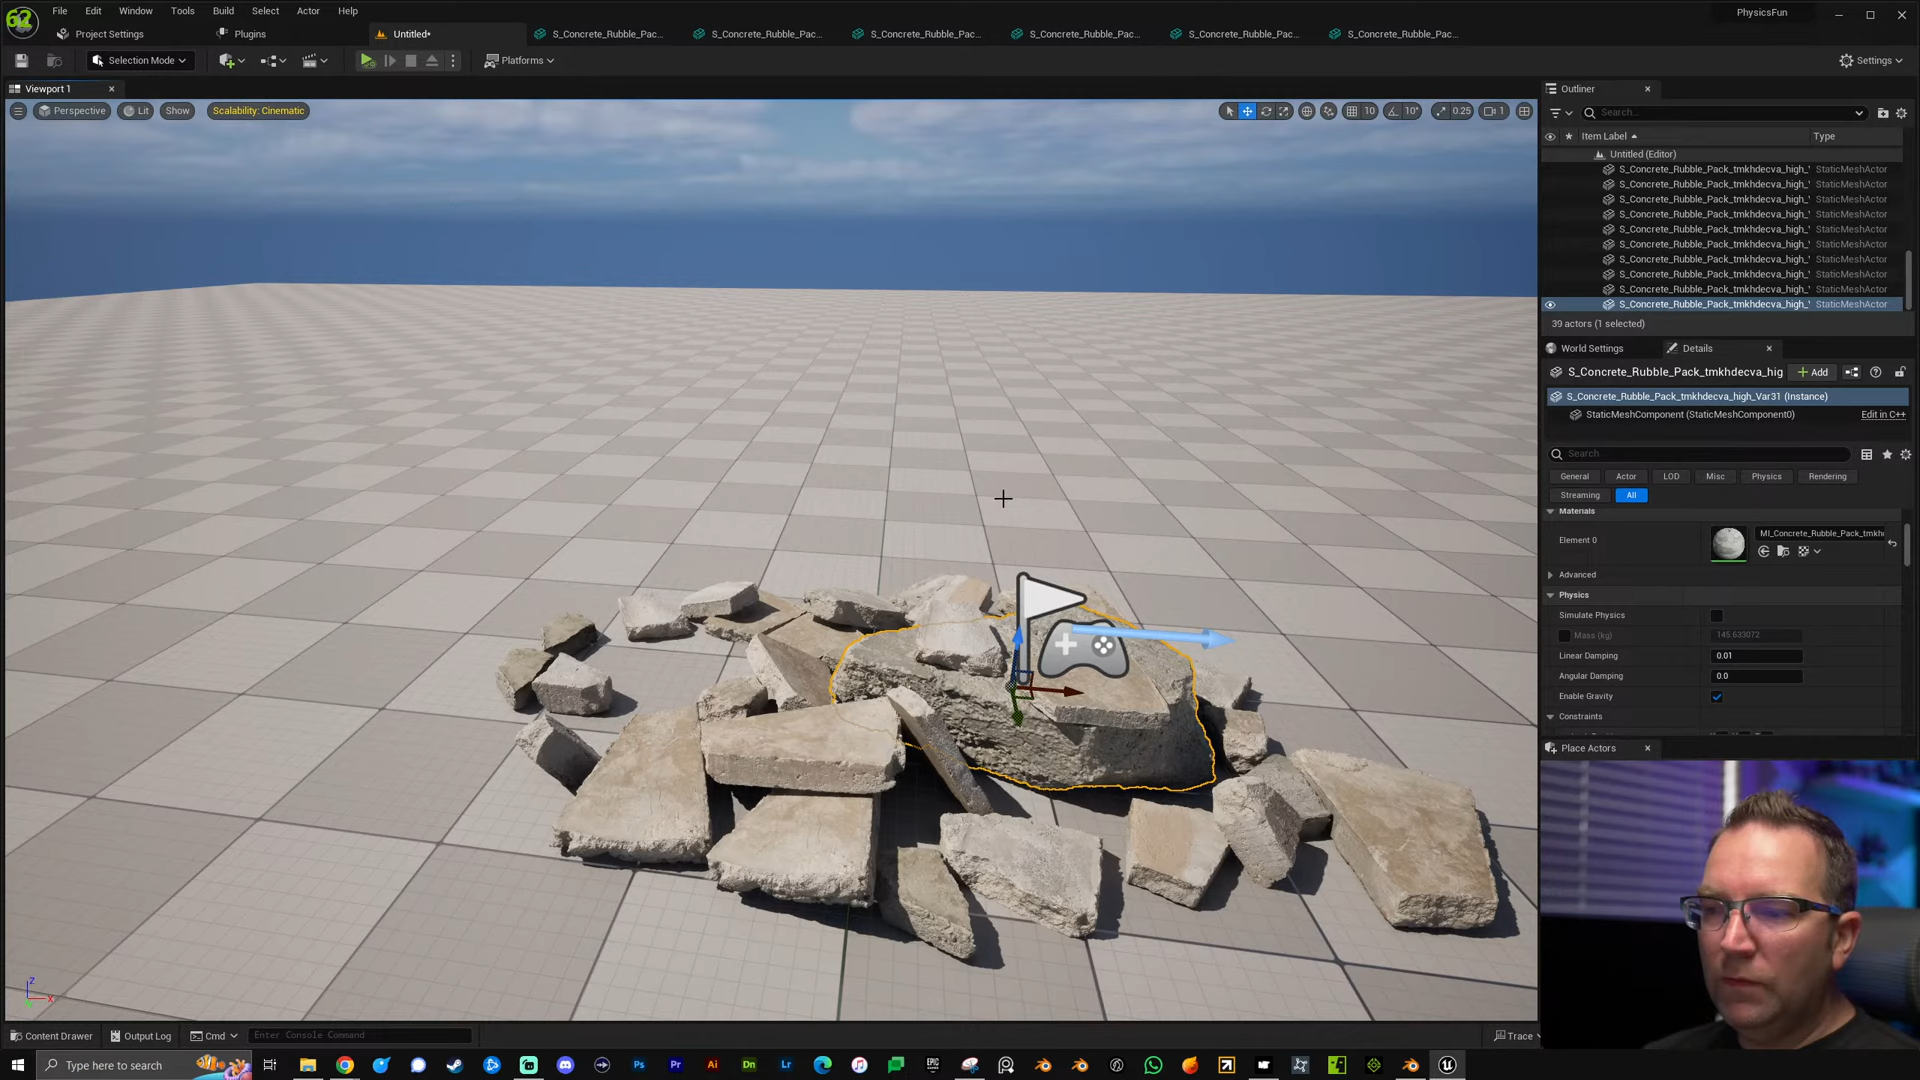 File Edit Window Tools Build Select Actor Help
PhysicsFun
Project Settings
Plugins
Untitled*
S_Concrete_Rubble_Pac...
S_Concrete_Rubble_Pac...
S_Concrete_Rubble_Pac...
S_Concrete_Rubble_Pac...
S_Concrete_Rubble_Pac...
S_Concrete_Rubble_Pac...
Selection Mode
Platforms
Settings
Viewport 1
Perspective Lit Show Scalability: Cinematic
10 10° 0.25 1
Outliner
Search...
Item Label Type
Untitled (Editor)
S_Concrete_Rubble_Pack_tmkhdecva_high_ StaticMeshActor
S_Concrete_Rubble_Pack_tmkhdecva_high_ StaticMeshActor
S_Concrete_Rubble_Pack_tmkhdecva_high_ StaticMeshActor
S_Concrete_Rubble_Pack_tmkhdecva_high_ StaticMeshActor
S_Concrete_Rubble_Pack_tmkhdecva_high_ StaticMeshActor
S_Concrete_Rubble_Pack_tmkhdecva_high_ StaticMeshActor
S_Concrete_Rubble_Pack_tmkhdecva_high_ StaticMeshActor
S_Concrete_Rubble_Pack_tmkhdecva_high_ StaticMeshActor
S_Concrete_Rubble_Pack_tmkhdecva_high_ StaticMeshActor
S_Concrete_Rubble_Pack_tmkhdecva_high_ StaticMeshActor
39 actors (1 selected)
World Settings Details
S_Concrete_Rubble_Pack_tmkhdecva_hig Add
S_Concrete_Rubble_Pack_tmkhdecva_high_Var31 (Instance)
StaticMeshComponent (StaticMeshComponent0) Edit in C++
Search
General Actor LOD Misc Physics Rendering
Streaming All
Materials
Element 0 MI_Concrete_Rubble_Pack_tmkh
Advanced
Physics
Simulate Physics
Mass (kg) 145.633072
Linear Damping 0.01
Angular Damping 0.0
Enable Gravity
Constraints
Place Actors
Z
X
Content Drawer Output Log Cmd Enter Console Command
Trace
Type here to search
Ps Pr Ai Dn Lr